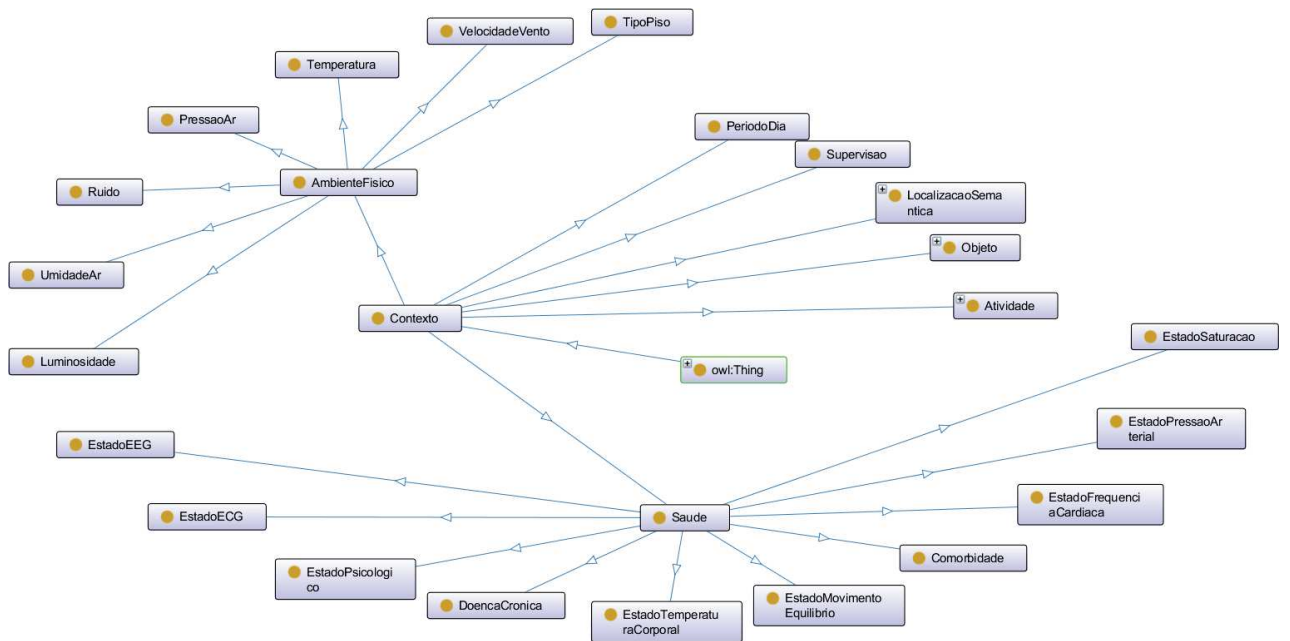 TipoPiso
VelocidadeVento
Temperatura
PressaoAr
PeriodoDia
Supervisao
AmbienteFisico
Ruido
LocalizacaoSema
ntica
Objeto
UmidadeAr
Atividade
Contexto
EstadoSaturacao
Luminosidade
owl:Thing
EstadoPressaoAr
terial
EstadoEEG
EstadoFrequenci
aCardiaca
EstadoECG
Saude
Comorbidade
EstadoPsicologi
co
EstadoMovimento
Equilibrio
DoencaCronica
EstadoTemperatu
raCorporal